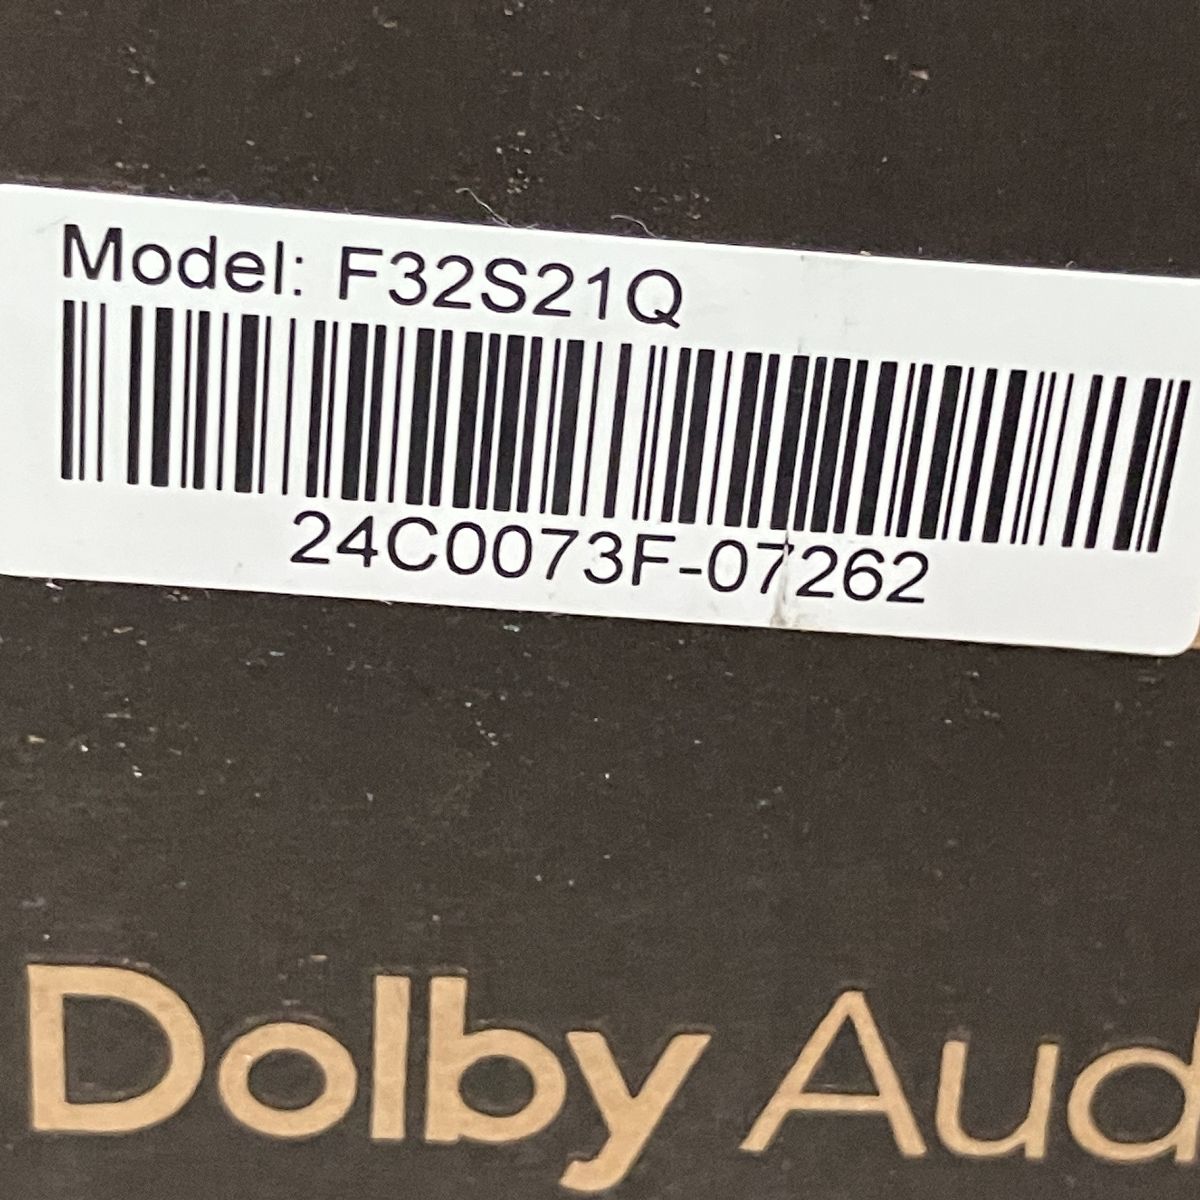 Model: F32S21Q
24C0073F-07262
Dolby Aud